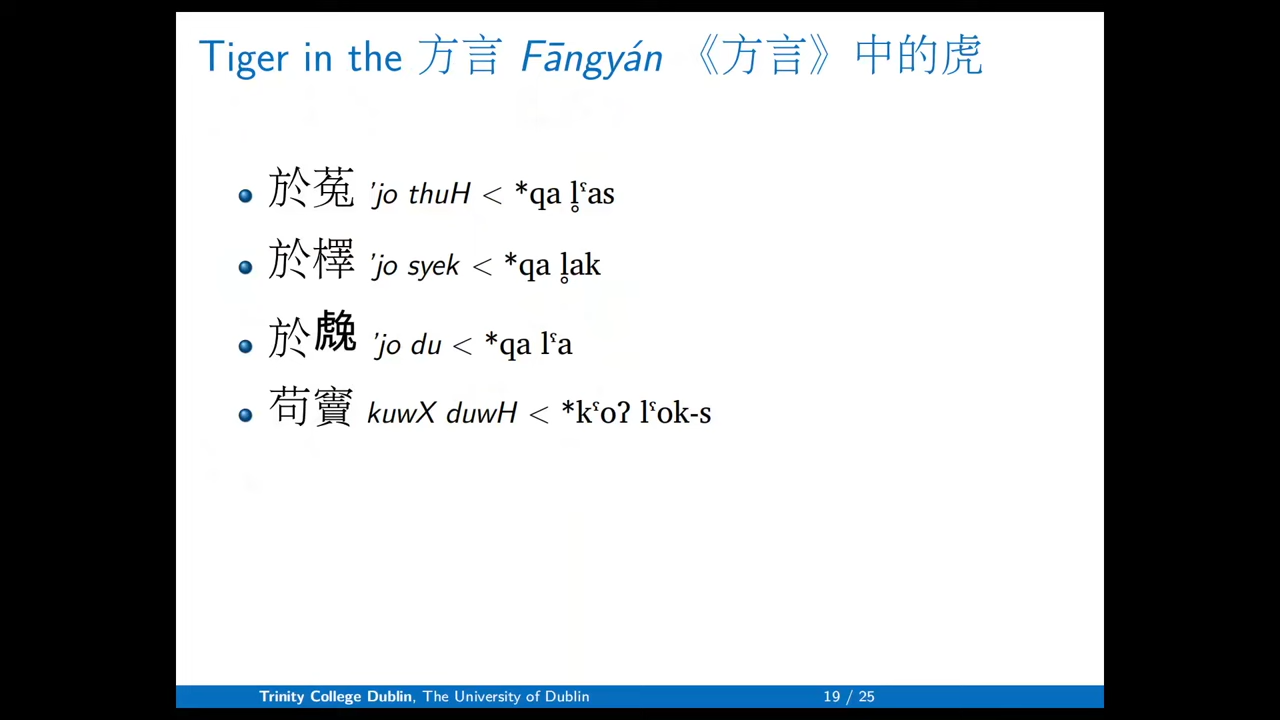 Tiger in the 方言 Fāngyán 《方言》中的虎
於菟 ’jo thuH < *qa l̥ˤas
於檡 ’jo syek < *qa l̥ak
於䖘 ’jo du < *qa lˤa
苟竇 kuwX duwH < *kˤoʔ lˤok-s
Trinity College Dublin, The University of Dublin 19 / 25